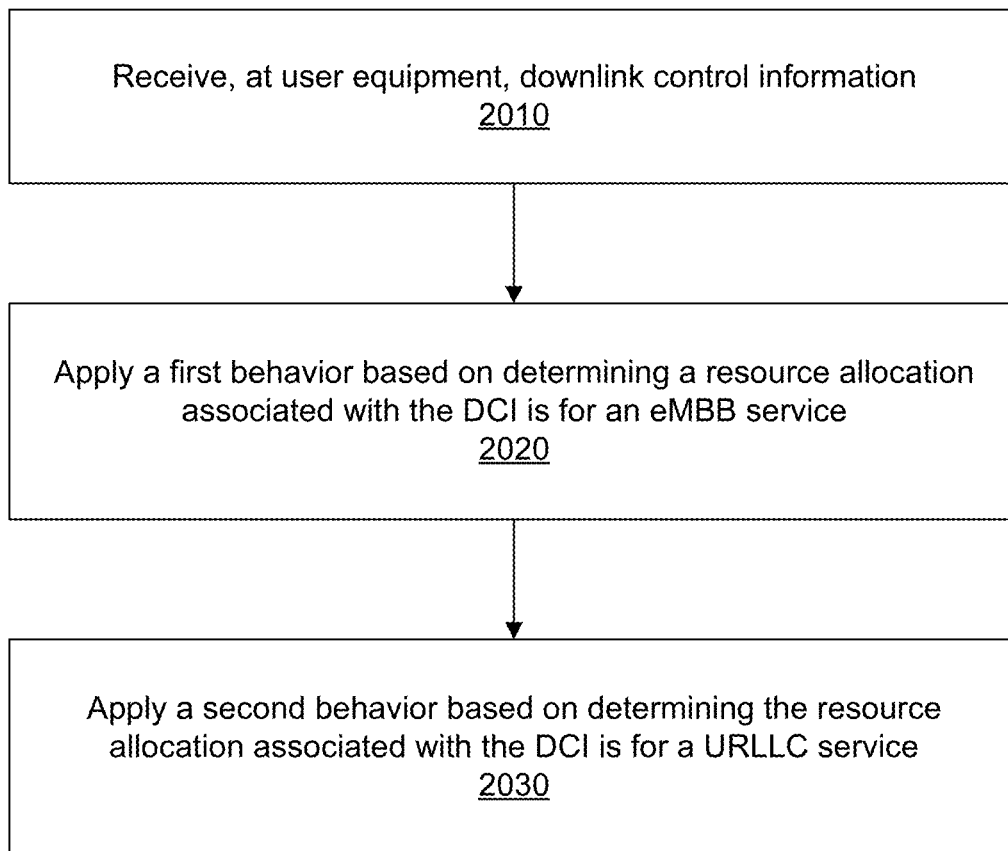 Receive, at user equipment, downlink control information
2010
Apply a first behavior based on determining a resource allocation
associated with the DCI is for an eMBB service
2020
Apply a second behavior based on determining the resource
allocation associated with the DCI is for a URLLC service
2030